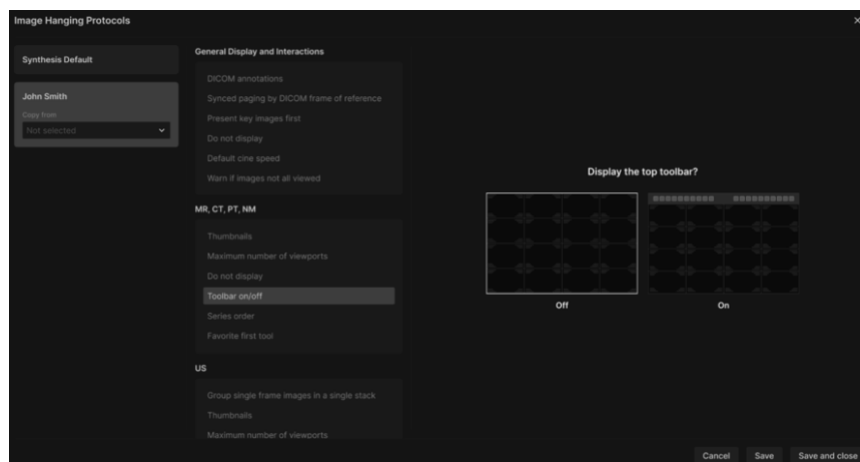 Image Hanging Protocols
Synthesis Default
John Smith
Copy from
Not selected
General Display and Interactions
DICOM annotations
Synced paging by DICOM frame of reference
Present key images first
Do not display
Default cine speed
Warn if images not all viewed
MR, CT, PT, NM
Thumbnails
Maximum number of viewports
Do not display
Toolbar on/off
Series order
Favorite first tool
US
Group single frame images in a single stack
Thumbnails
Maximum number of viewports
Display the top toolbar?
Off
On
Cancel
Save
Save and close